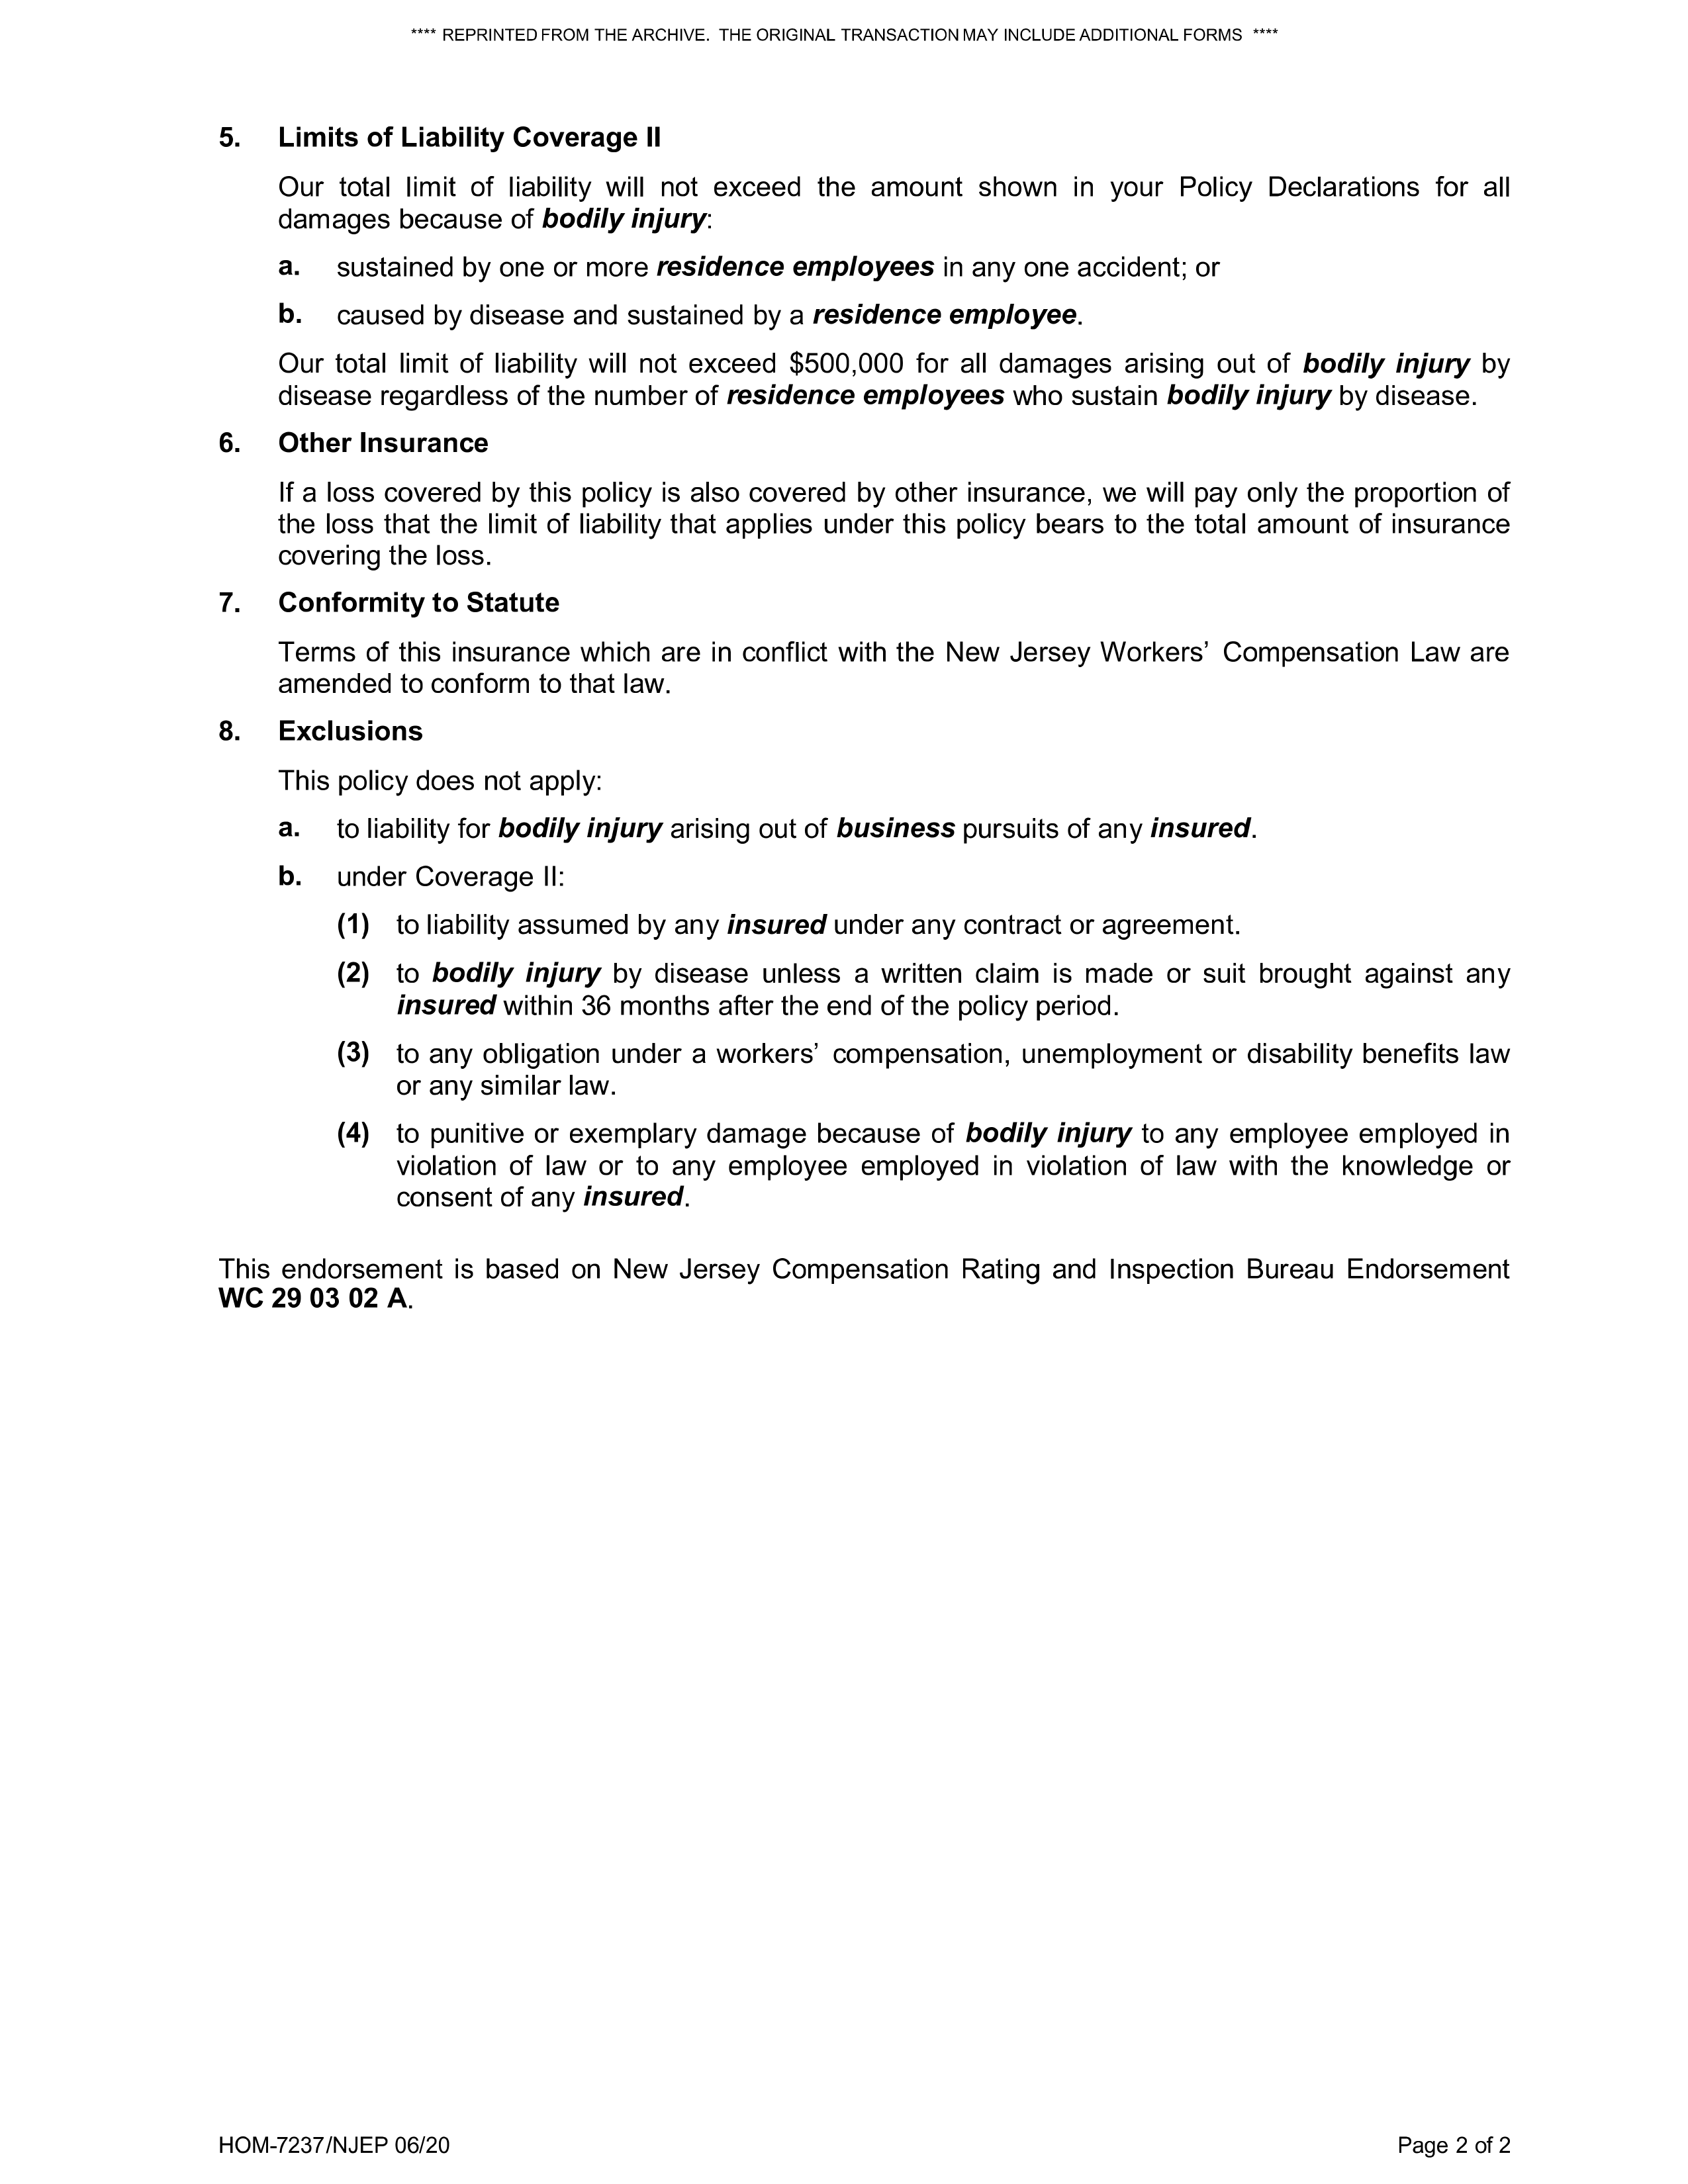 **** REPRINTED FROM THE ARCHIVE. THE ORIGINAL TRANSACTION MAY INCLUDE ADDITIONAL FORMS ****
5. Limits of Liability Coverage II
Our total limit of liability will not exceed the amount shown in your Policy Declarations for all
damages because of bodily injury:
a. sustained by one or more residence employees in any one accident; or
b. caused by disease and sustained by a residence employee.
Our total limit of liability will not exceed $500,000 for all damages arising out of bodily injury by
disease regardless of the number of residence employees who sustain bodily injury by disease.
6. Other Insurance
If a loss covered by this policy is also covered by other insurance, we will pay only the proportion of
the loss that the limit of liability that applies under this policy bears to the total amount of insurance
covering the loss.
7. Conformity to Statute
Terms of this insurance which are in conflict with the New Jersey Workers’ Compensation Law are
amended to conform to that law.
8. Exclusions
This policy does not apply:
a. to liability for bodily injury arising out of business pursuits of any insured.
b. under Coverage II:
(1) to liability assumed by any insured under any contract or agreement.
(2) to bodily injury by disease unless a written claim is made or suit brought against any
insured within 36 months after the end of the policy period.
(3) to any obligation under a workers’ compensation, unemployment or disability benefits law
or any similar law.
(4) to punitive or exemplary damage because of bodily injury to any employee employed in
violation of law or to any employee employed in violation of law with the knowledge or
consent of any insured.
This endorsement is based on New Jersey Compensation Rating and Inspection Bureau Endorsement
WC 29 03 02 A.
HOM-7237/NJEP 06/20 Page 2 of 2